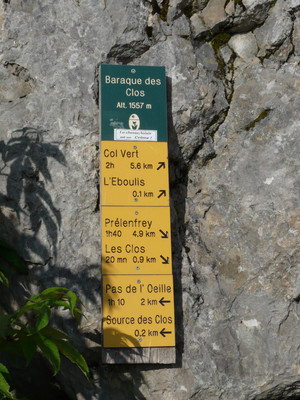 Baraque des
Clos
Alt. 1557 m
Col Vert
2h 5.6 km
L'Eboulis
0.1 km
Prélenfrey
1h40 4.9 km
Les Clos
20 mn 0.9 km
Pas de l'Oeille
1h10 2 km
Source des Clos
0.2 km